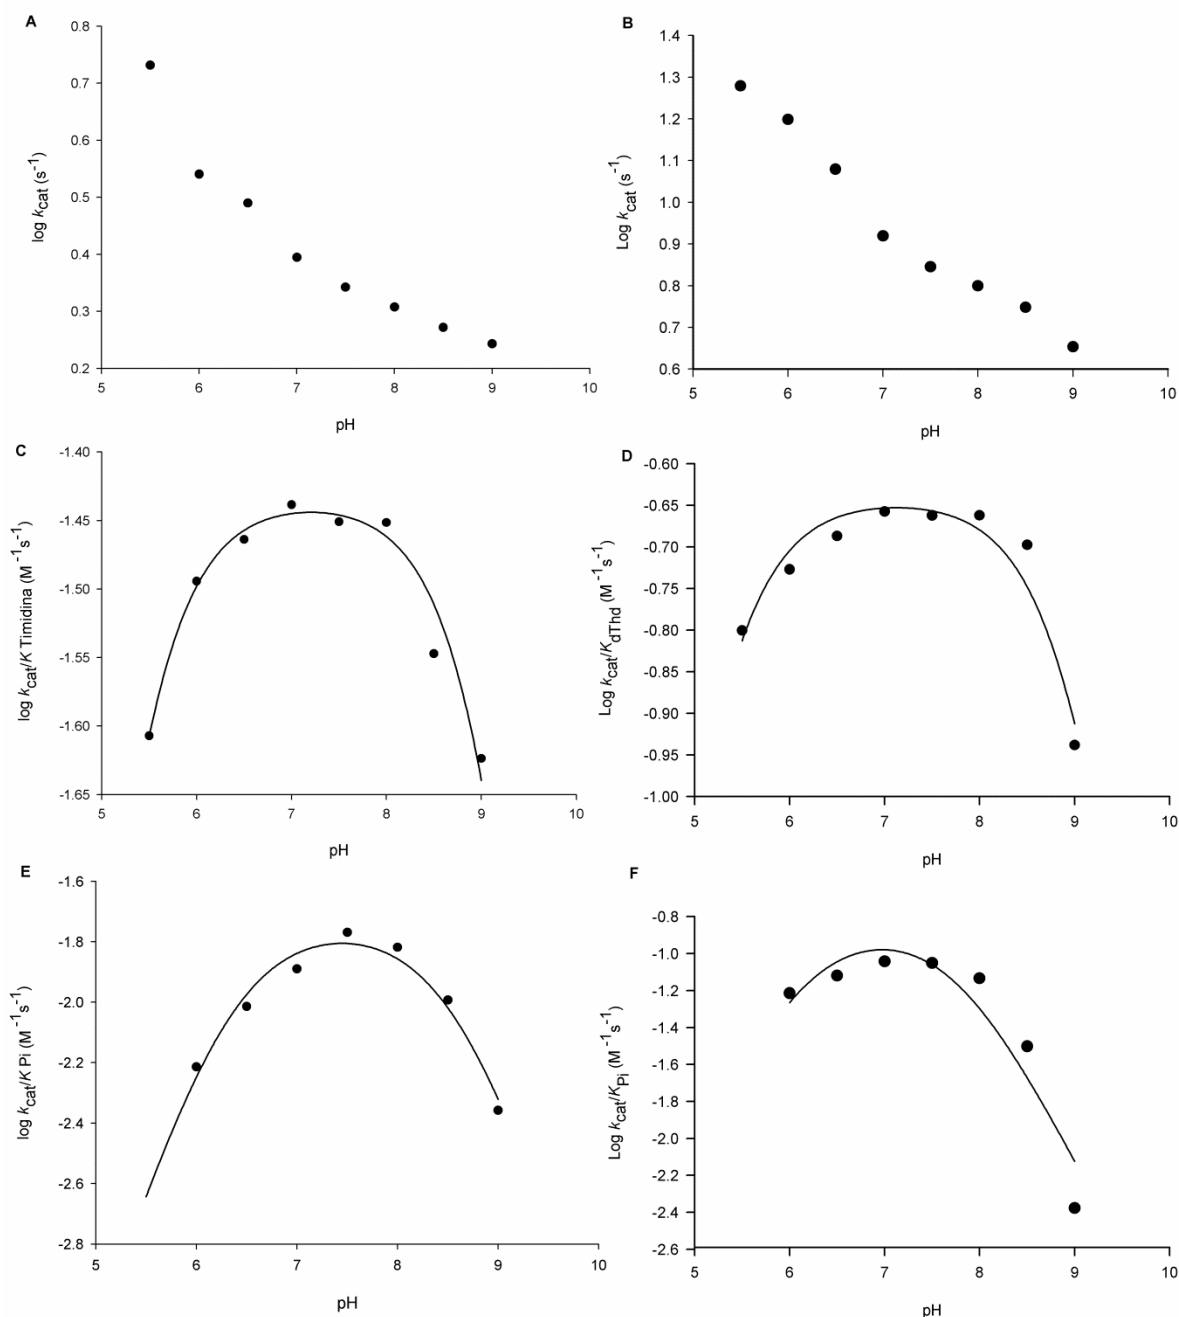 A
log kcat (s⁻¹)
0.8
0.7
0.6
0.5
0.4
0.3
0.2
5 6 7 8 9 10
pH
B
Log kcat (s⁻¹)
1.4
1.3
1.2
1.1
1.0
0.9
0.8
0.7
0.6
5 6 7 8 9 10
pH
C
log kcat/K Timidina (M⁻¹s⁻¹)
-1.40
-1.45
-1.50
-1.55
-1.60
-1.65
5 6 7 8 9 10
pH
D
Log kcat/KdThd (M⁻¹s⁻¹)
-0.60
-0.65
-0.70
-0.75
-0.80
-0.85
-0.90
-0.95
-1.00
5 6 7 8 9 10
pH
E
log kcat/K Pi (M⁻¹s⁻¹)
-1.6
-1.8
-2.0
-2.2
-2.4
-2.6
-2.8
5 6 7 8 9 10
pH
F
Log kcat/KPi (M⁻¹s⁻¹)
-0.8
-1.0
-1.2
-1.4
-1.6
-1.8
-2.0
-2.2
-2.4
-2.6
5 6 7 8 9 10
pH